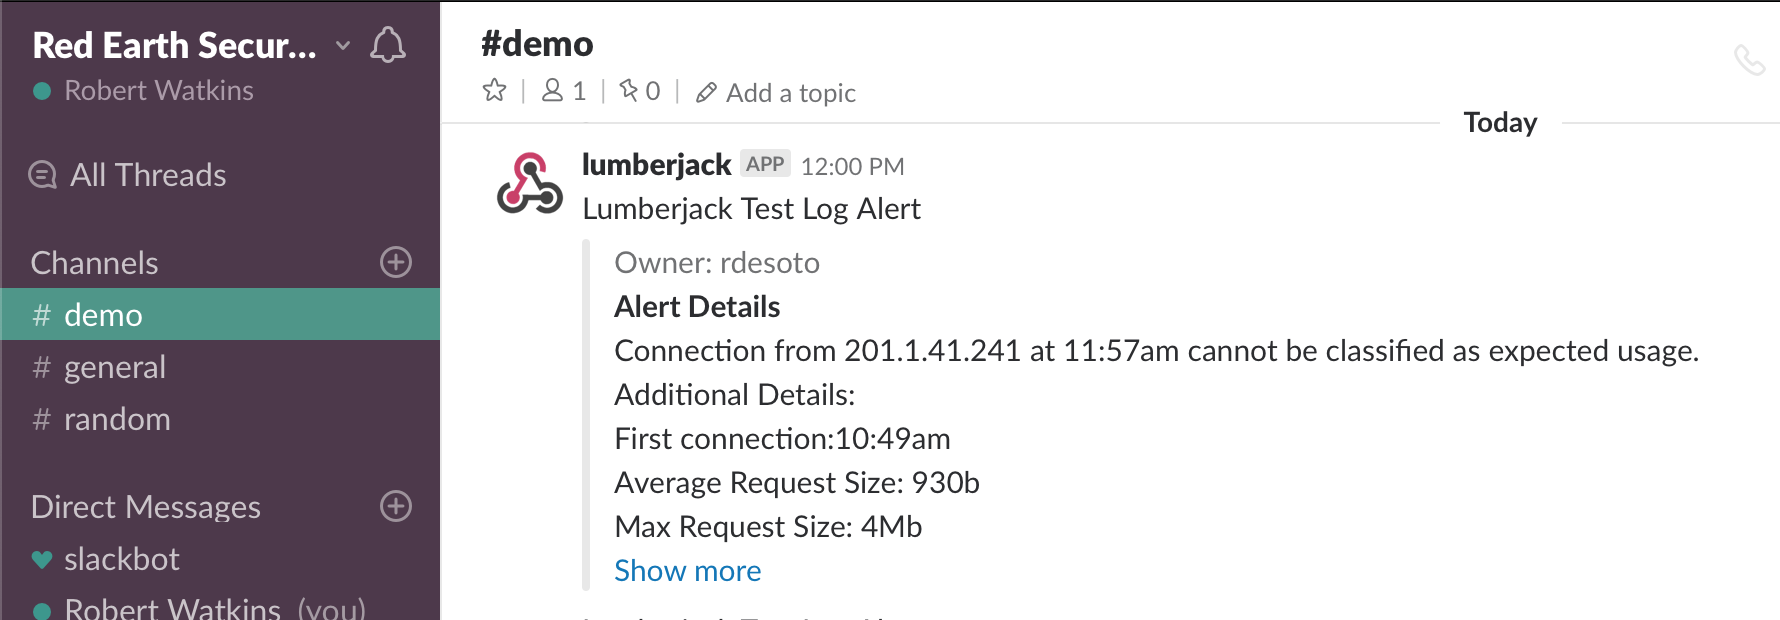 Red Earth Secur...
Robert Watkins
All Threads
Channels
# demo
# general
# random
Direct Messages
slackbot
Robert Watkins (you)
#demo
1 | 0 | Add a topic
Today
lumberjack APP 12:00 PM
Lumberjack Test Log Alert
Owner: rdesoto
Alert Details
Connection from 201.1.41.241 at 11:57am cannot be classified as expected usage.
Additional Details:
First connection:10:49am
Average Request Size: 930b
Max Request Size: 4Mb
Show more